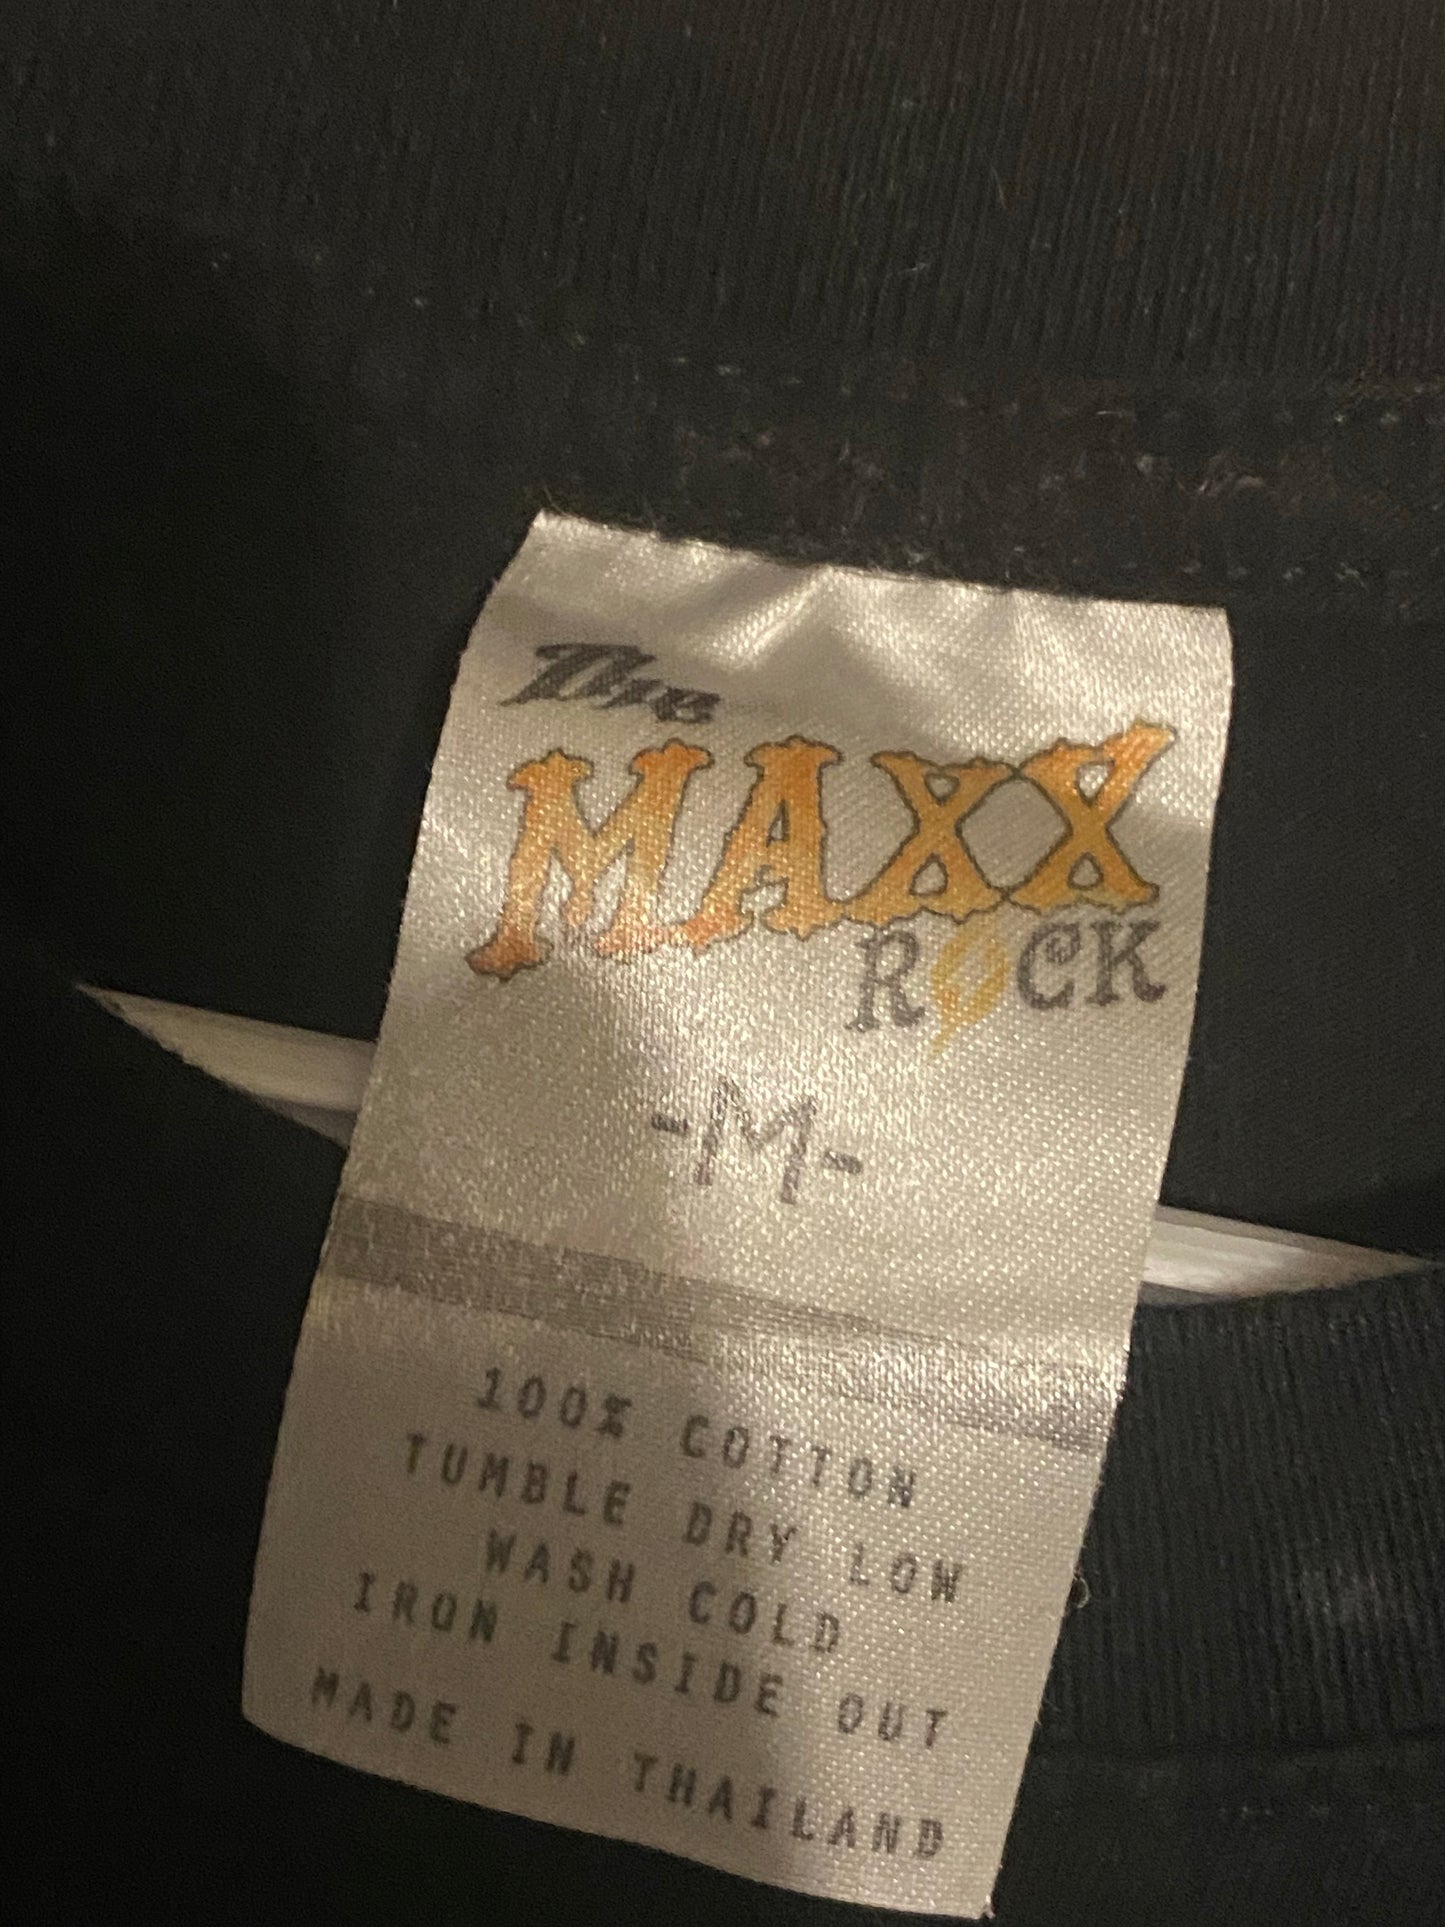 The
MAXX
ROCK
-M-
100% COTTON
TUMBLE DRY LOW
WASH COLD
IRON INSIDE OUT
MADE IN THAILAND